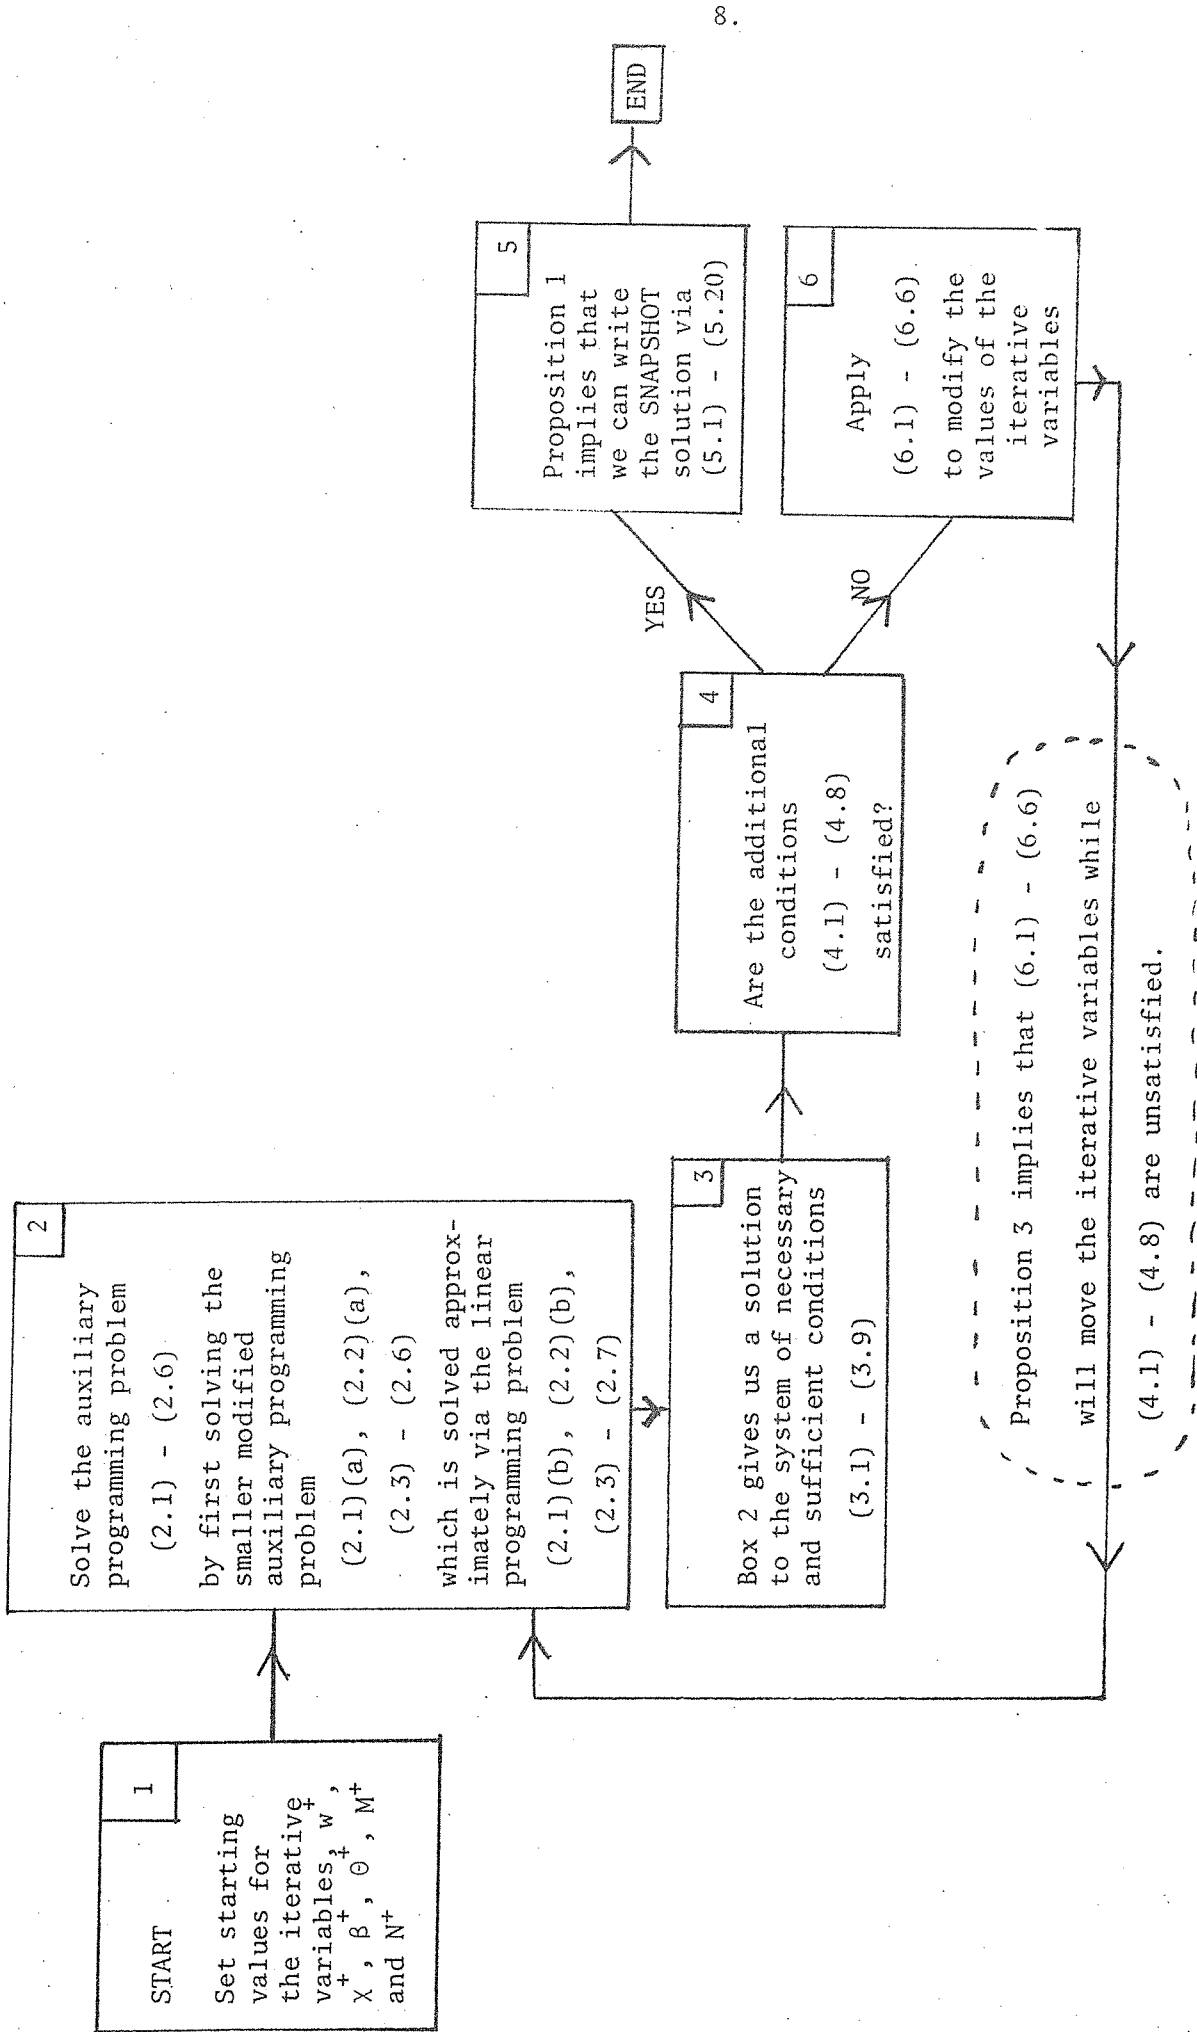 8.
1
START
Set starting
values for
the iterative
variables, w⁺,
χ⁺, β⁺, Θ⁺, M⁺
and N⁺
2
Solve the auxiliary
programming problem
(2.1) - (2.6)
by first solving the
smaller modified
auxiliary programming
problem
(2.1)(a), (2.2)(a),
(2.3) - (2.6)
which is solved approx-
imately via the linear
programming problem
(2.1)(b), (2.2)(b),
(2.3) - (2.7)
3
Box 2 gives us a solution
to the system of necessary
and sufficient conditions
(3.1) - (3.9)
4
Are the additional
conditions
(4.1) - (4.8)
satisfied?
YES
NO
5
Proposition 1
implies that
we can write
the SNAPSHOT
solution via
(5.1) - (5.20)
END
6
Apply
(6.1) - (6.6)
to modify the
values of the
iterative
variables
Proposition 3 implies that (6.1) - (6.6)
will move the iterative variables while
(4.1) - (4.8) are unsatisfied.